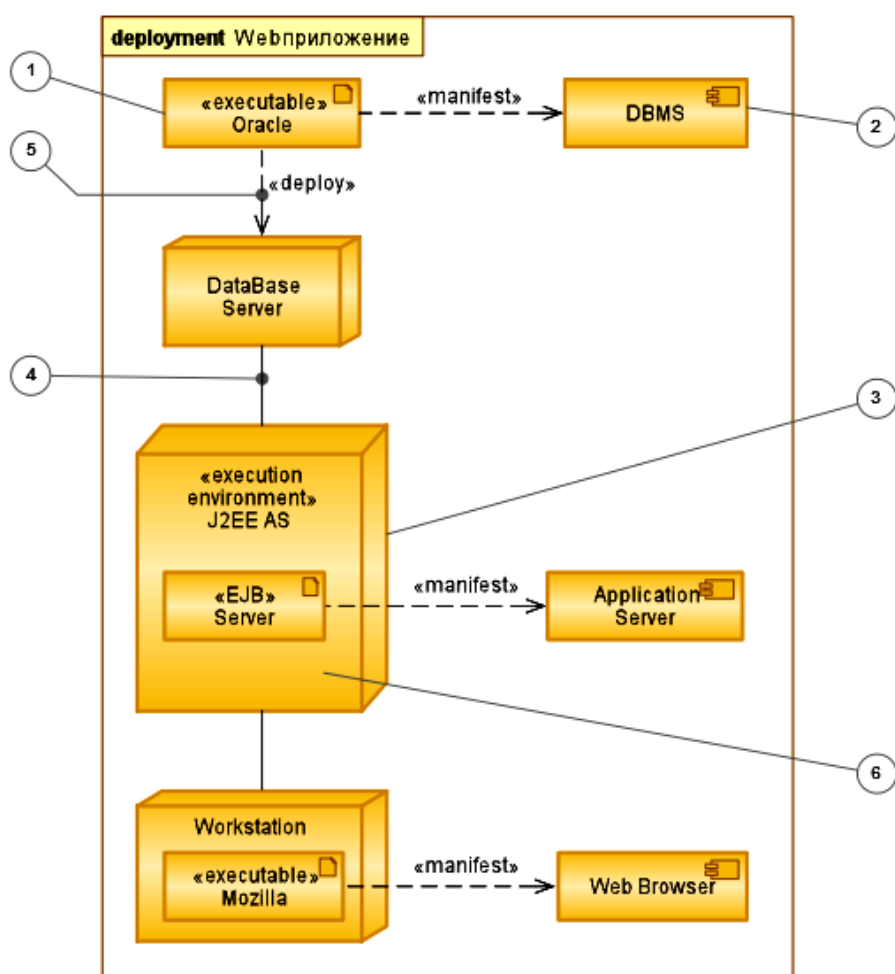 deployment Webприложение
1
«executable»
Oracle
«manifest»
DBMS
2
5
«deploy»
DataBase
Server
4
3
«execution
environment»
J2EE AS
«EJB»
Server
«manifest»
Application
Server
6
Workstation
«executable»
Mozilla
«manifest»
Web Browser